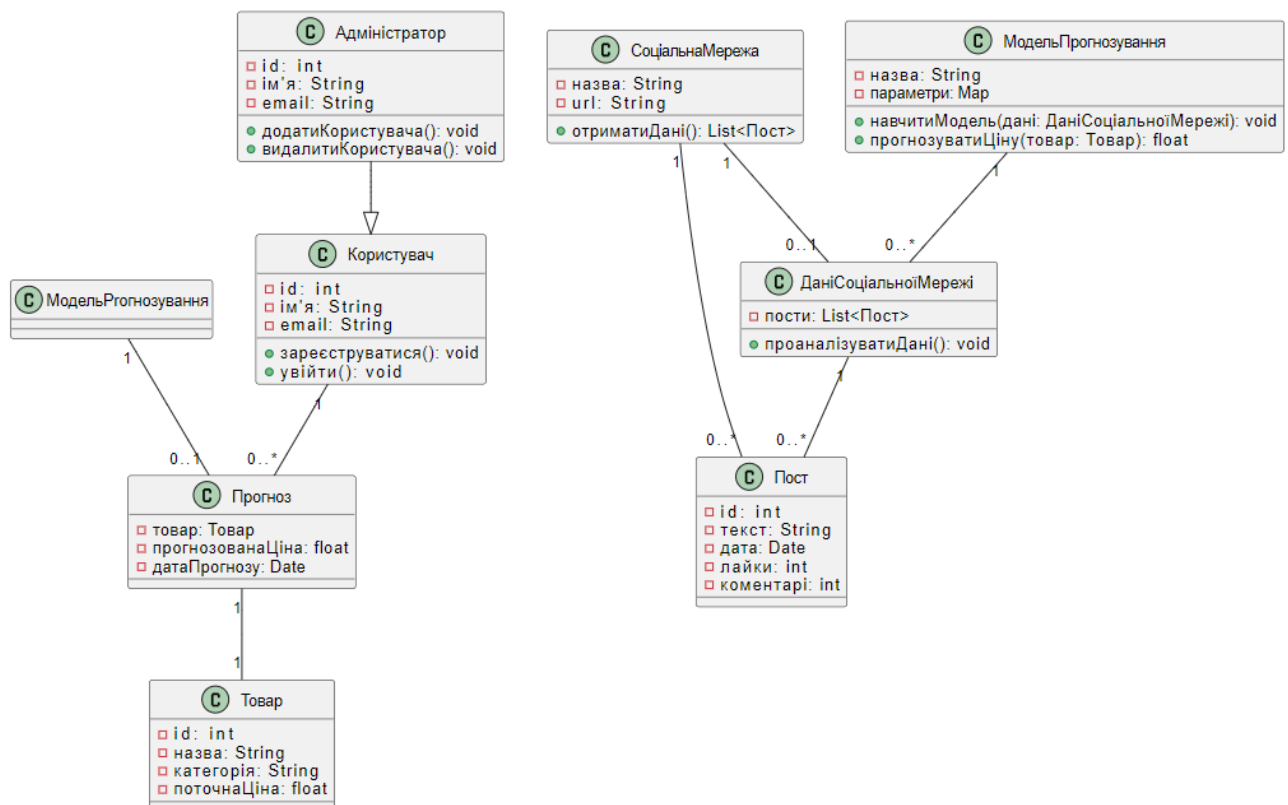 C Адміністратор
id: int
ім'я: String
email: String
додатиКористувача(): void
видалитиКористувача(): void
C СоціальнаМережа
назва: String
url: String
отриматиДані(): List<Пост>
C МодельПрогнозування
назва: String
параметри: Map
навчитиМодель(дані: ДаніСоціальноїМережі): void
прогнозуватиЦіну(товар: Товар): float
1
1
1
C МодельPrогнозування
1
C Користувач
id: int
ім'я: String
email: String
зареєструватися(): void
увійти(): void
1
0..1
0..*
C ДаніСоціальноїМережі
пости: List<Пост>
проаналізуватиДані(): void
1
0..1
0..*
0..*
0..*
C Прогноз
товар: Товар
прогнозованаЦіна: float
датаПрогнозу: Date
1
1
C Пост
id: int
текст: String
дата: Date
лайки: int
коментарі: int
C Товар
id: int
назва: String
категорія: String
поточнаЦіна: float